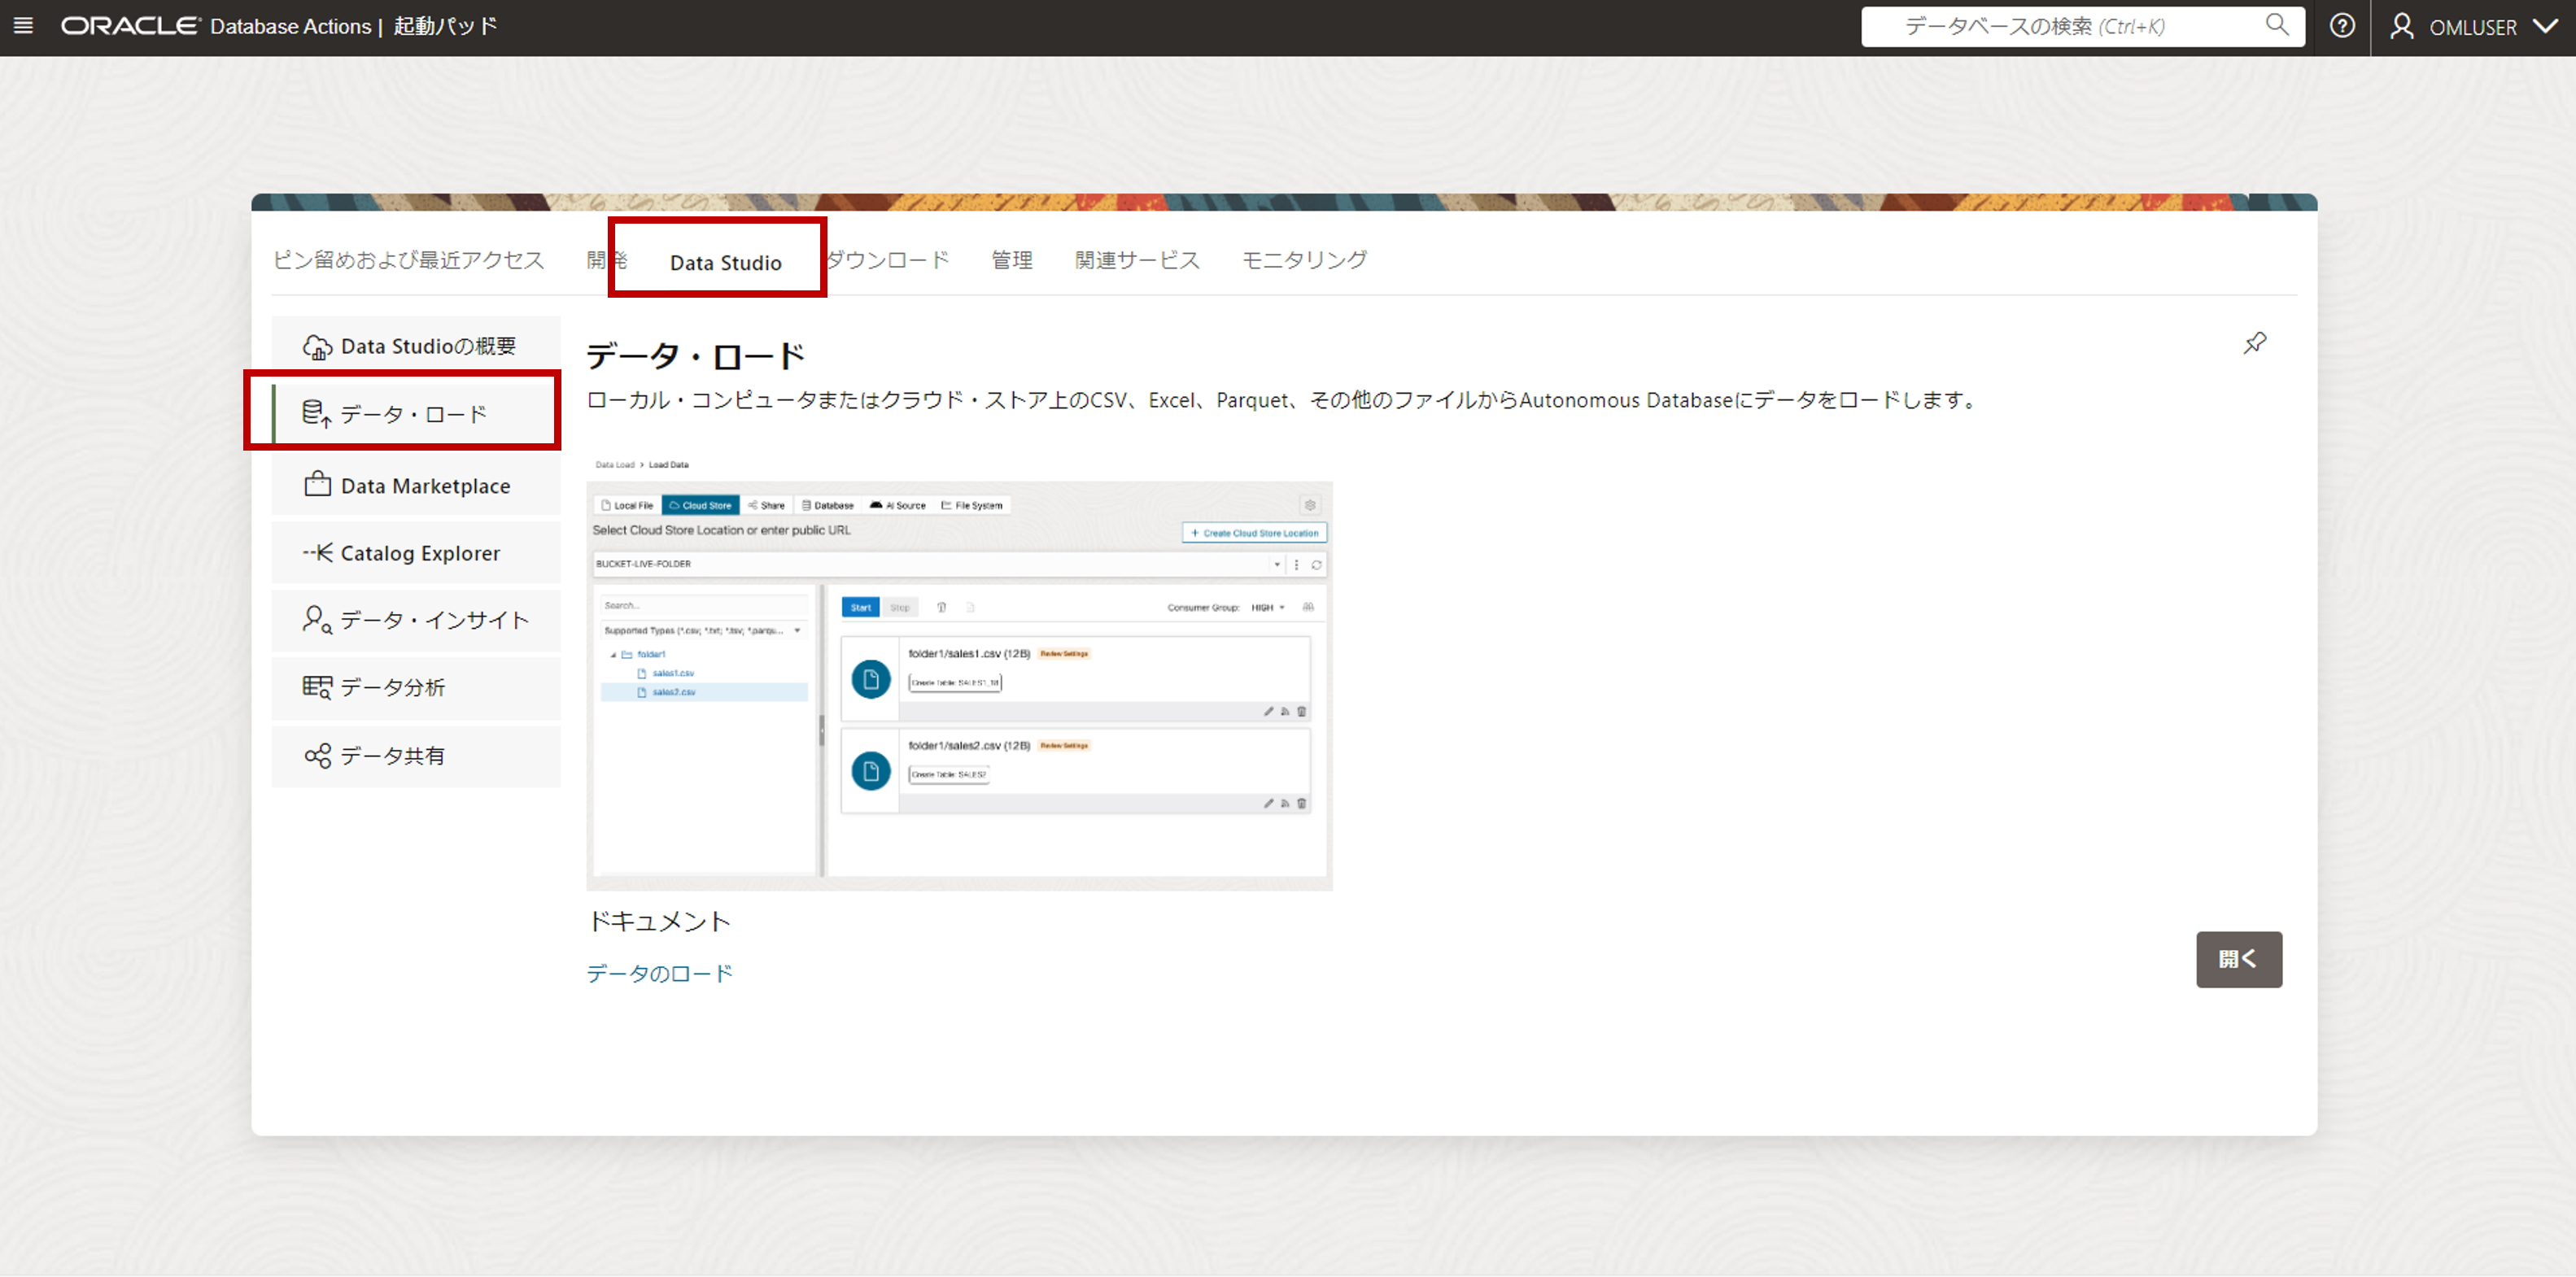 ORACLE Database Actions | 起動パッド
データベースの検索 (Ctrl+K)
OMLUSER
ピン留めおよび最近アクセス 開発 Data Studio ダウンロード 管理 関連サービス モニタリング
Data Studioの概要
データ・ロード
Data Marketplace
Catalog Explorer
データ・インサイト
データ分析
データ共有
データ・ロード
ローカル・コンピュータまたはクラウド・ストア上のCSV、Excel、Parquet、その他のファイルからAutonomous Databaseにデータをロードします。
Data Load > Load Data
Local File Cloud Store Share Database AI Source File System
Select Cloud Store Location or enter public URL
+ Create Cloud Store Location
BUCKET-LIVE-FOLDER
Search...
Supported Types (*.csv; *.txt; *.tsv; *.parqu...
folder1
sales1.csv
sales2.csv
Start Stop
Consumer Group: HIGH
folder1/sales1.csv (12B) Review Settings
Create Table: SALES1_18
folder1/sales2.csv (12B) Review Settings
Create Table: SALES2
ドキュメント
データのロード
開く